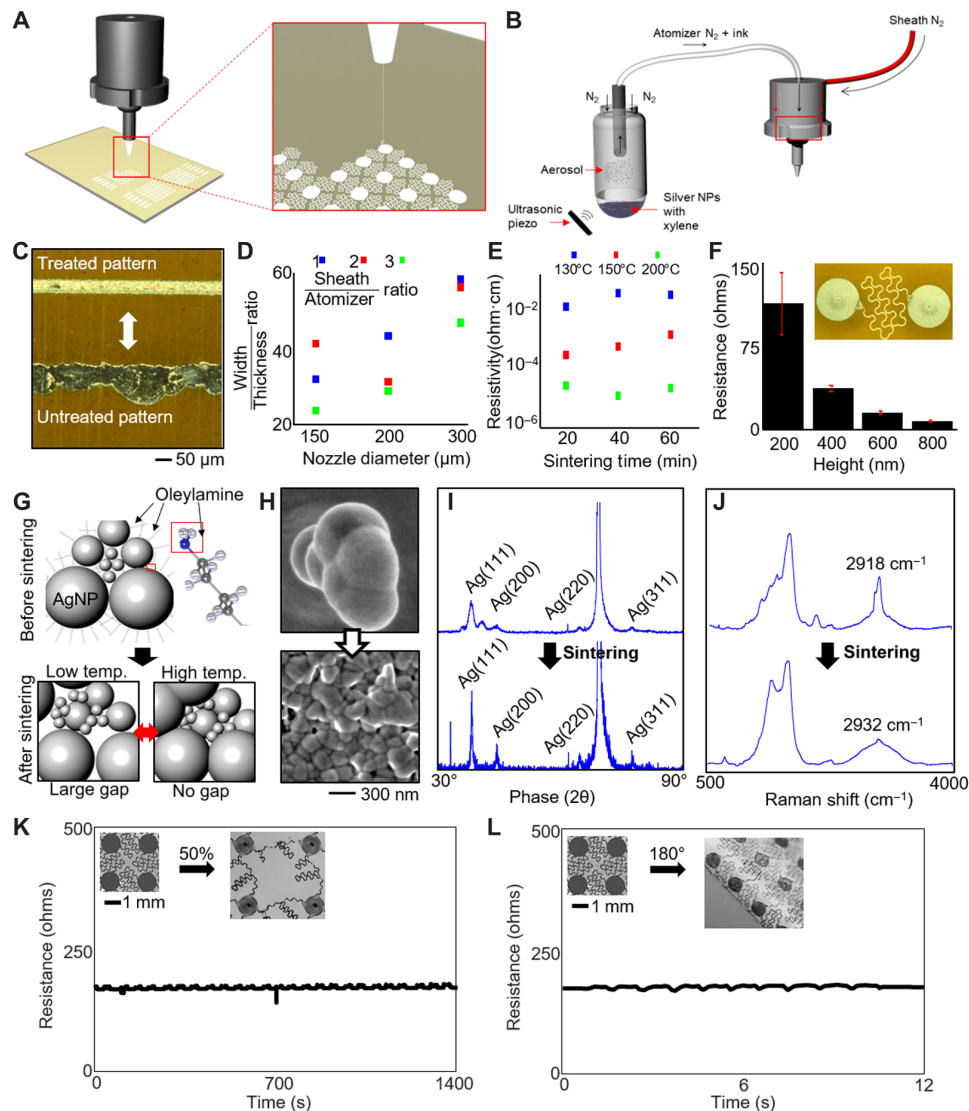 A
B
Sheath N2
Atomizer N2 + ink
N2
N2
Aerosol
Ultrasonic
piezo
Silver NPs
with
xylene
C
Treated pattern
Untreated pattern
50 μm
D
1 2 3
Sheath
Atomizer
ratio
Width
Thickness
ratio
60
40
20
150 200 300
Nozzle diameter (μm)
E
130ºC 150ºC 200ºC
Resistivity (ohm·cm)
10−2
10−4
10−6
20 40 60
Sintering time (min)
F
Resistance (ohms)
150
75
0
200 400 600 800
Height (nm)
G
Oleylamine
Before sintering
AgNP
Low temp.
High temp.
After sintering
Large gap
No gap
H
300 nm
I
Ag(111)
Ag(200)
Ag(220)
Ag(311)
Sintering
Ag(111)
Ag(200)
Ag(220)
Ag(311)
30°
90°
Phase (2θ)
J
2918 cm−1
Sintering
2932 cm−1
500
4000
Raman shift (cm−1)
K
Resistance (ohms)
500
250
0
50%
1 mm
0 700 1400
Time (s)
L
Resistance (ohms)
500
250
0
180°
1 mm
0 6 12
Time (s)